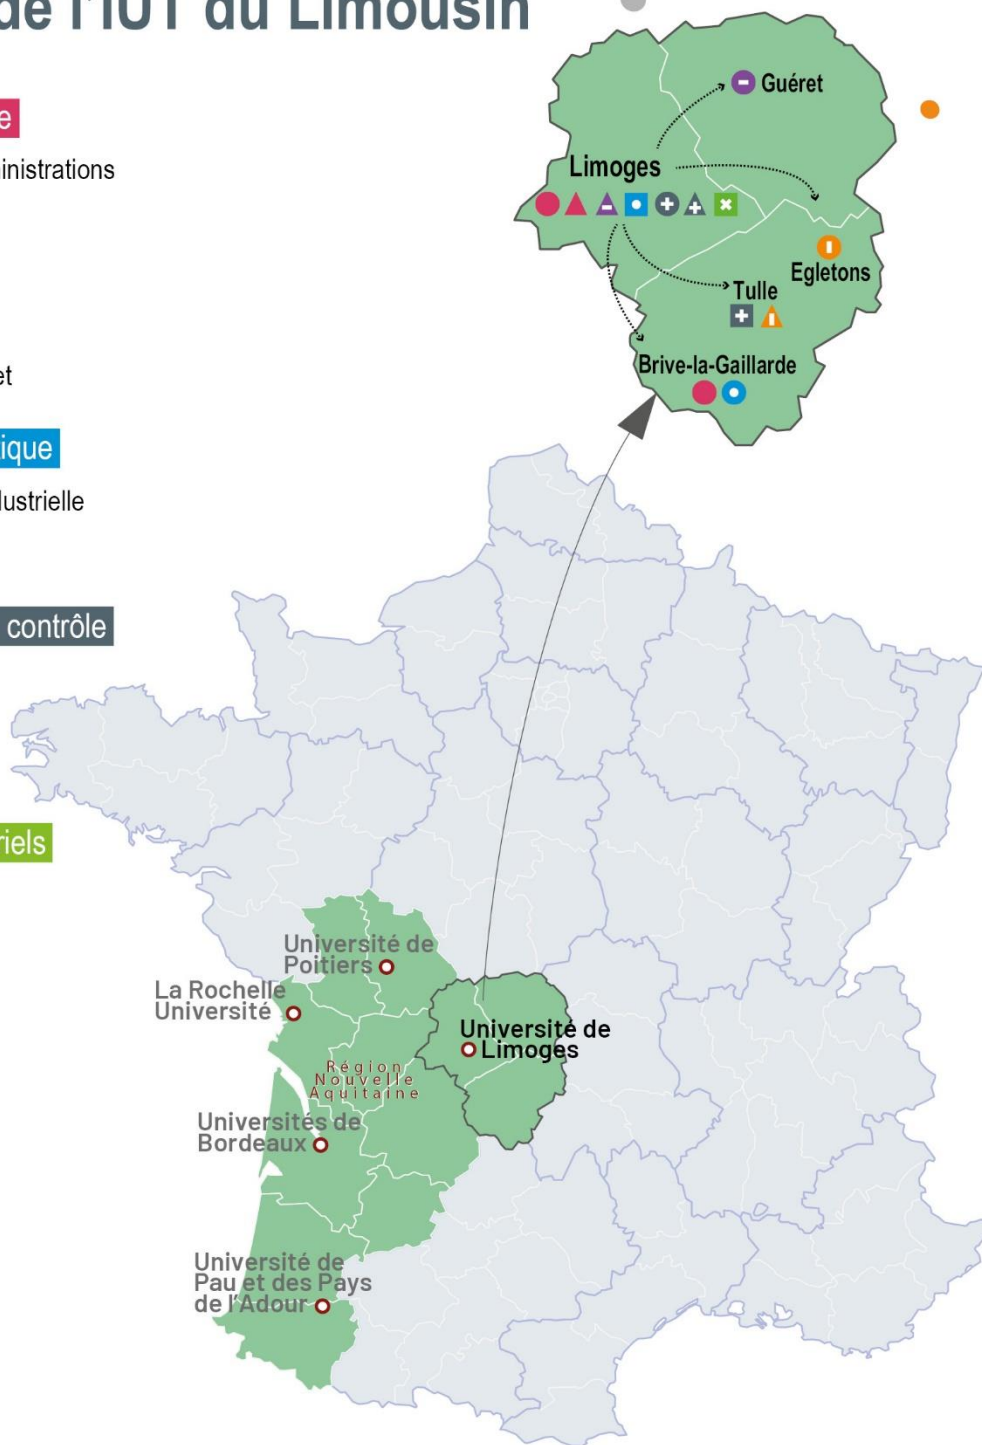 de l'IUT du Limousin
e
inistrations
et
tique
dustrielle
contrôle
riels
Guéret
Limoges
Egletons
Tulle
Brive-la-Gaillarde
Université de
Poitiers
La Rochelle
Université
Université de
Limoges
Région
Nouvelle
Aquitaine
Universités de
Bordeaux
Université de
Pau et des Pays
de l'Adour